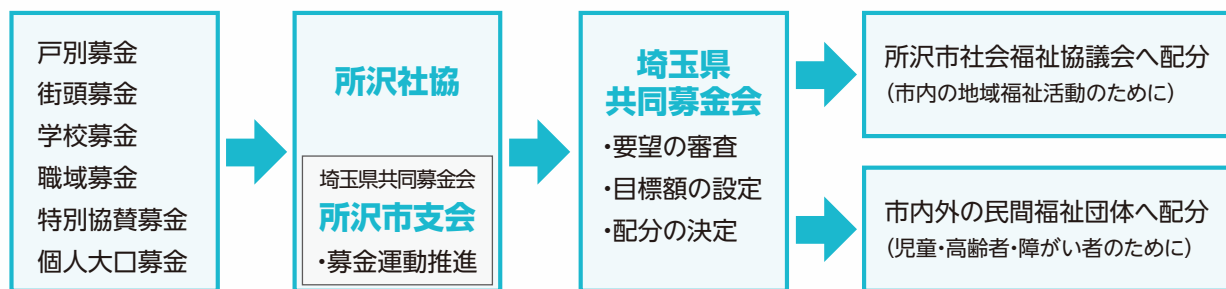 戸別募金
街頭募金
学校募金
職域募金
特別協賛募金
個人大口募金
所沢社協
埼玉県共同募金会
所沢市支会
・募金運動推進
埼玉県
共同募金会
・要望の審査
・目標額の設定
・配分の決定
所沢市社会福祉協議会へ配分
（市内の地域福祉活動のために）
市内外の民間福祉団体へ配分
（児童・高齢者・障がい者のために）